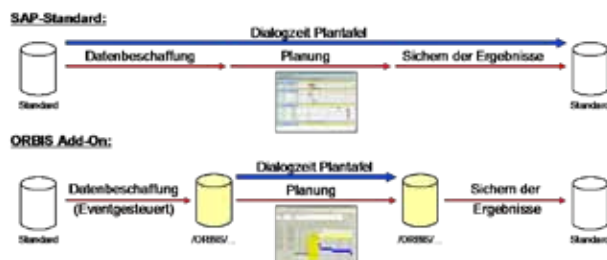 SAP-Standard:
Dialogzeit Plantafel
Datenbeschaffung
Planung
Sichern der Ergebnisse
Standard
Standard
ORBIS Add-On:
Dialogzeit Plantafel
Datenbeschaffung
(Eventgesteuert)
Planung
Sichern der
Ergebnisse
Standard
/ORBIS/...
/ORBIS/...
Standard